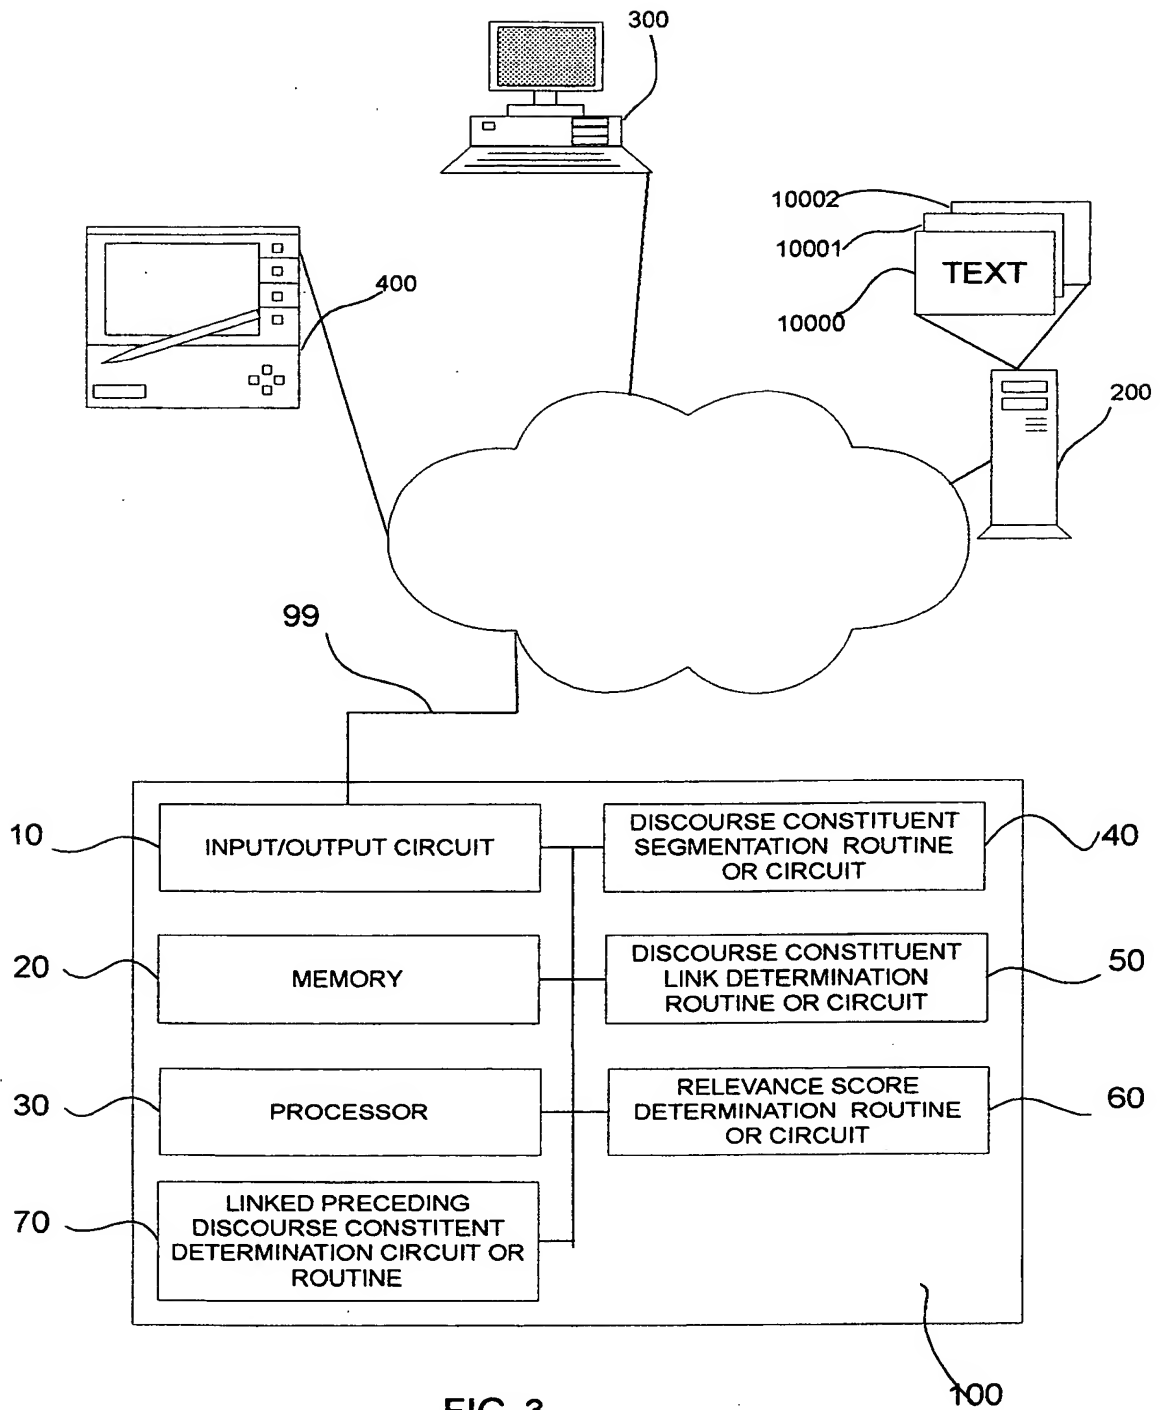 300
10002
10001
TEXT
10000
400
200
99
10
INPUT/OUTPUT CIRCUIT
DISCOURSE CONSTITUENT
SEGMENTATION ROUTINE
OR CIRCUIT
40
20
MEMORY
DISCOURSE CONSTITUENT
LINK DETERMINATION
ROUTINE OR CIRCUIT
50
30
PROCESSOR
RELEVANCE SCORE
DETERMINATION ROUTINE
OR CIRCUIT
60
70
LINKED PRECEDING
DISCOURSE CONSTITENT
DETERMINATION CIRCUIT OR
ROUTINE
100
FIG. 3